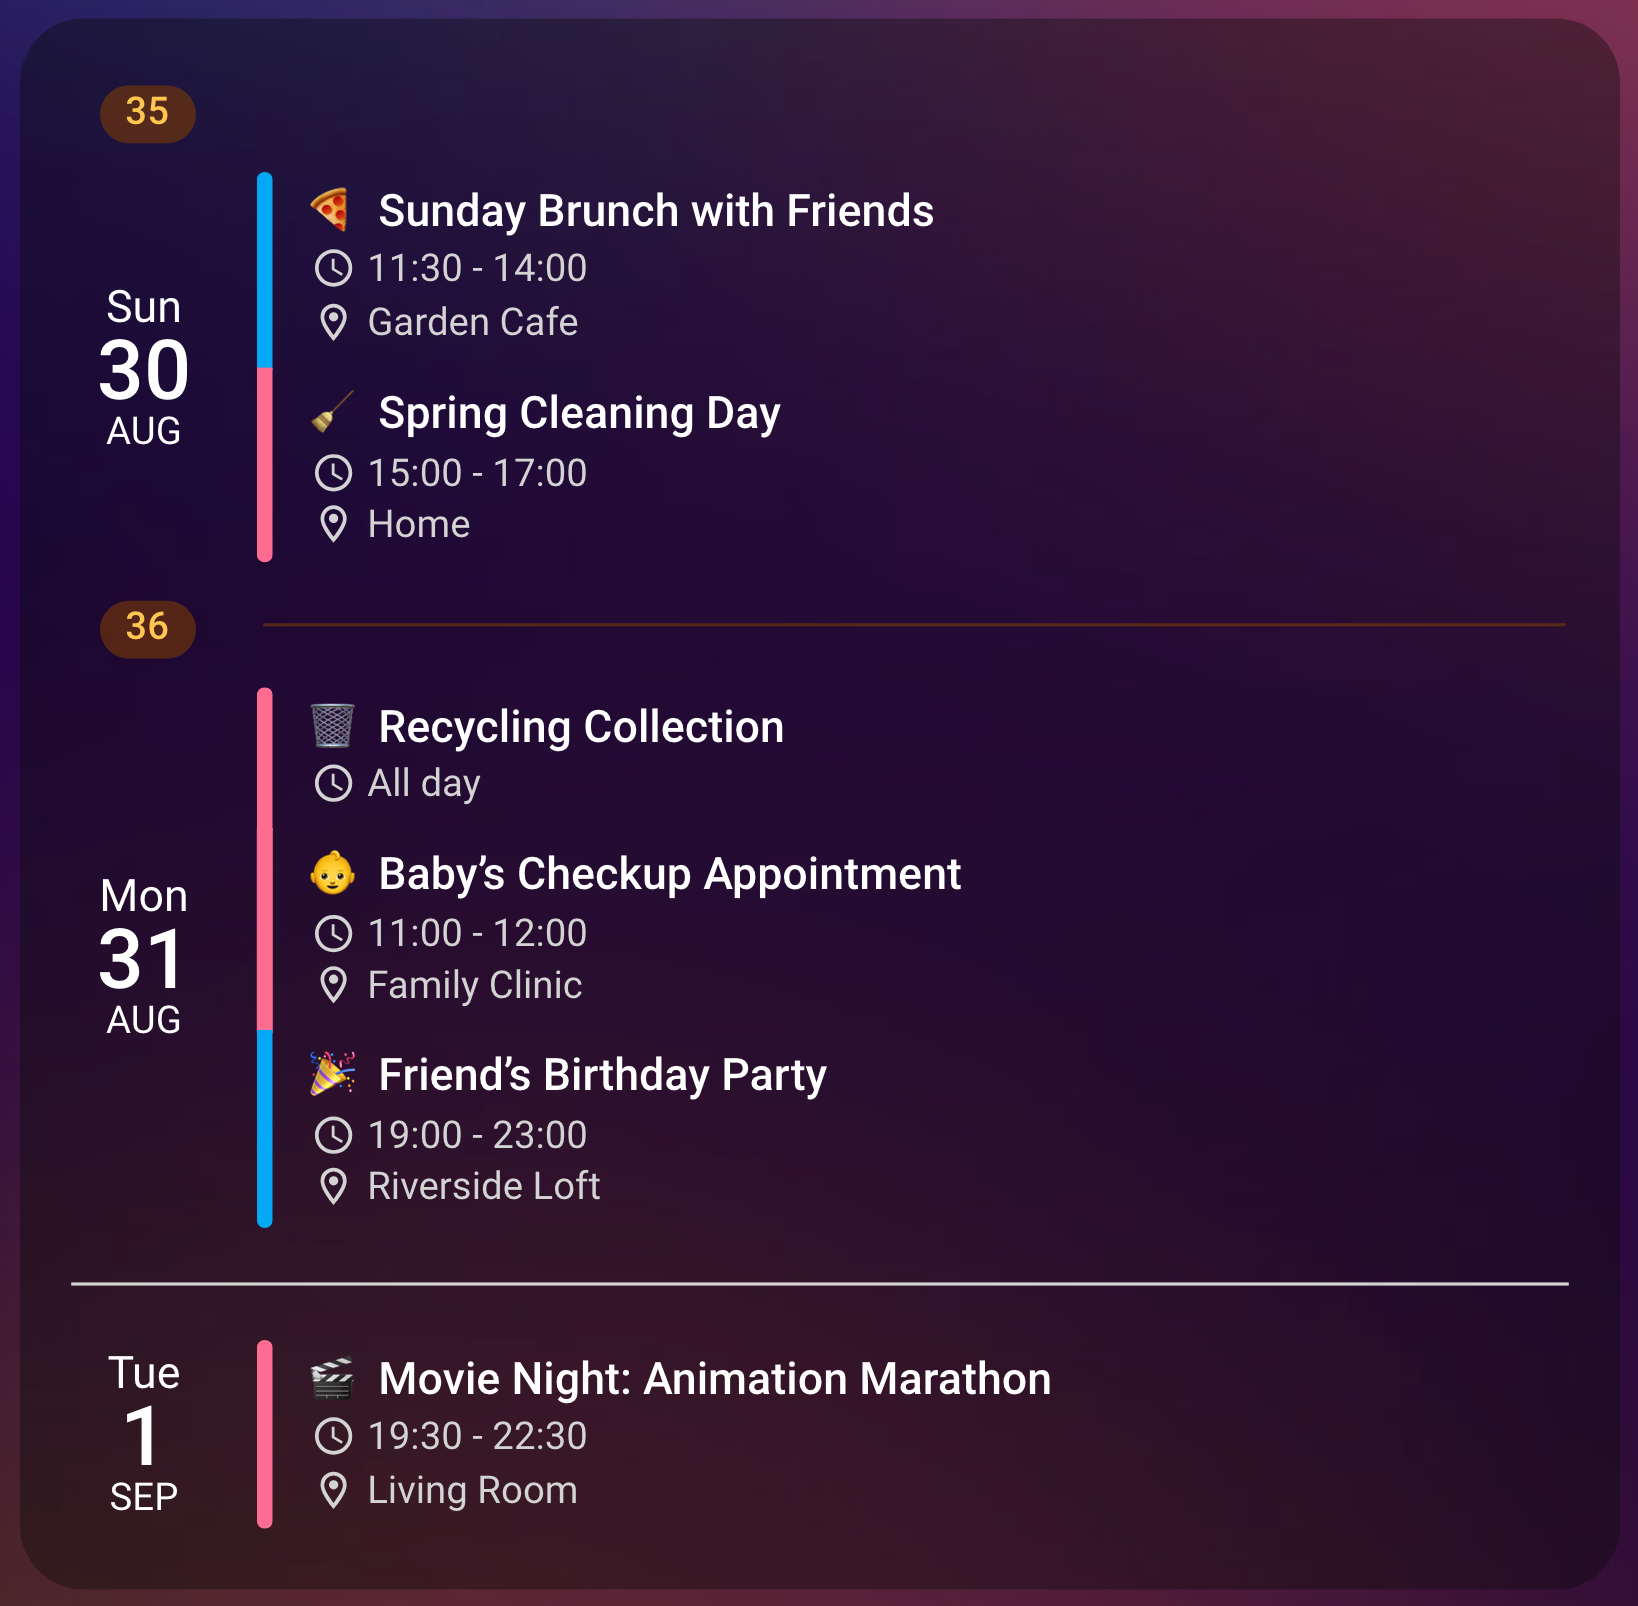 35
Sun
30
AUG
Sunday Brunch with Friends
11:30 - 14:00
Garden Cafe
Spring Cleaning Day
15:00 - 17:00
Home
36
Mon
31
AUG
Recycling Collection
All day
Baby’s Checkup Appointment
11:00 - 12:00
Family Clinic
Friend’s Birthday Party
19:00 - 23:00
Riverside Loft
Tue
1
SEP
Movie Night: Animation Marathon
19:30 - 22:30
Living Room